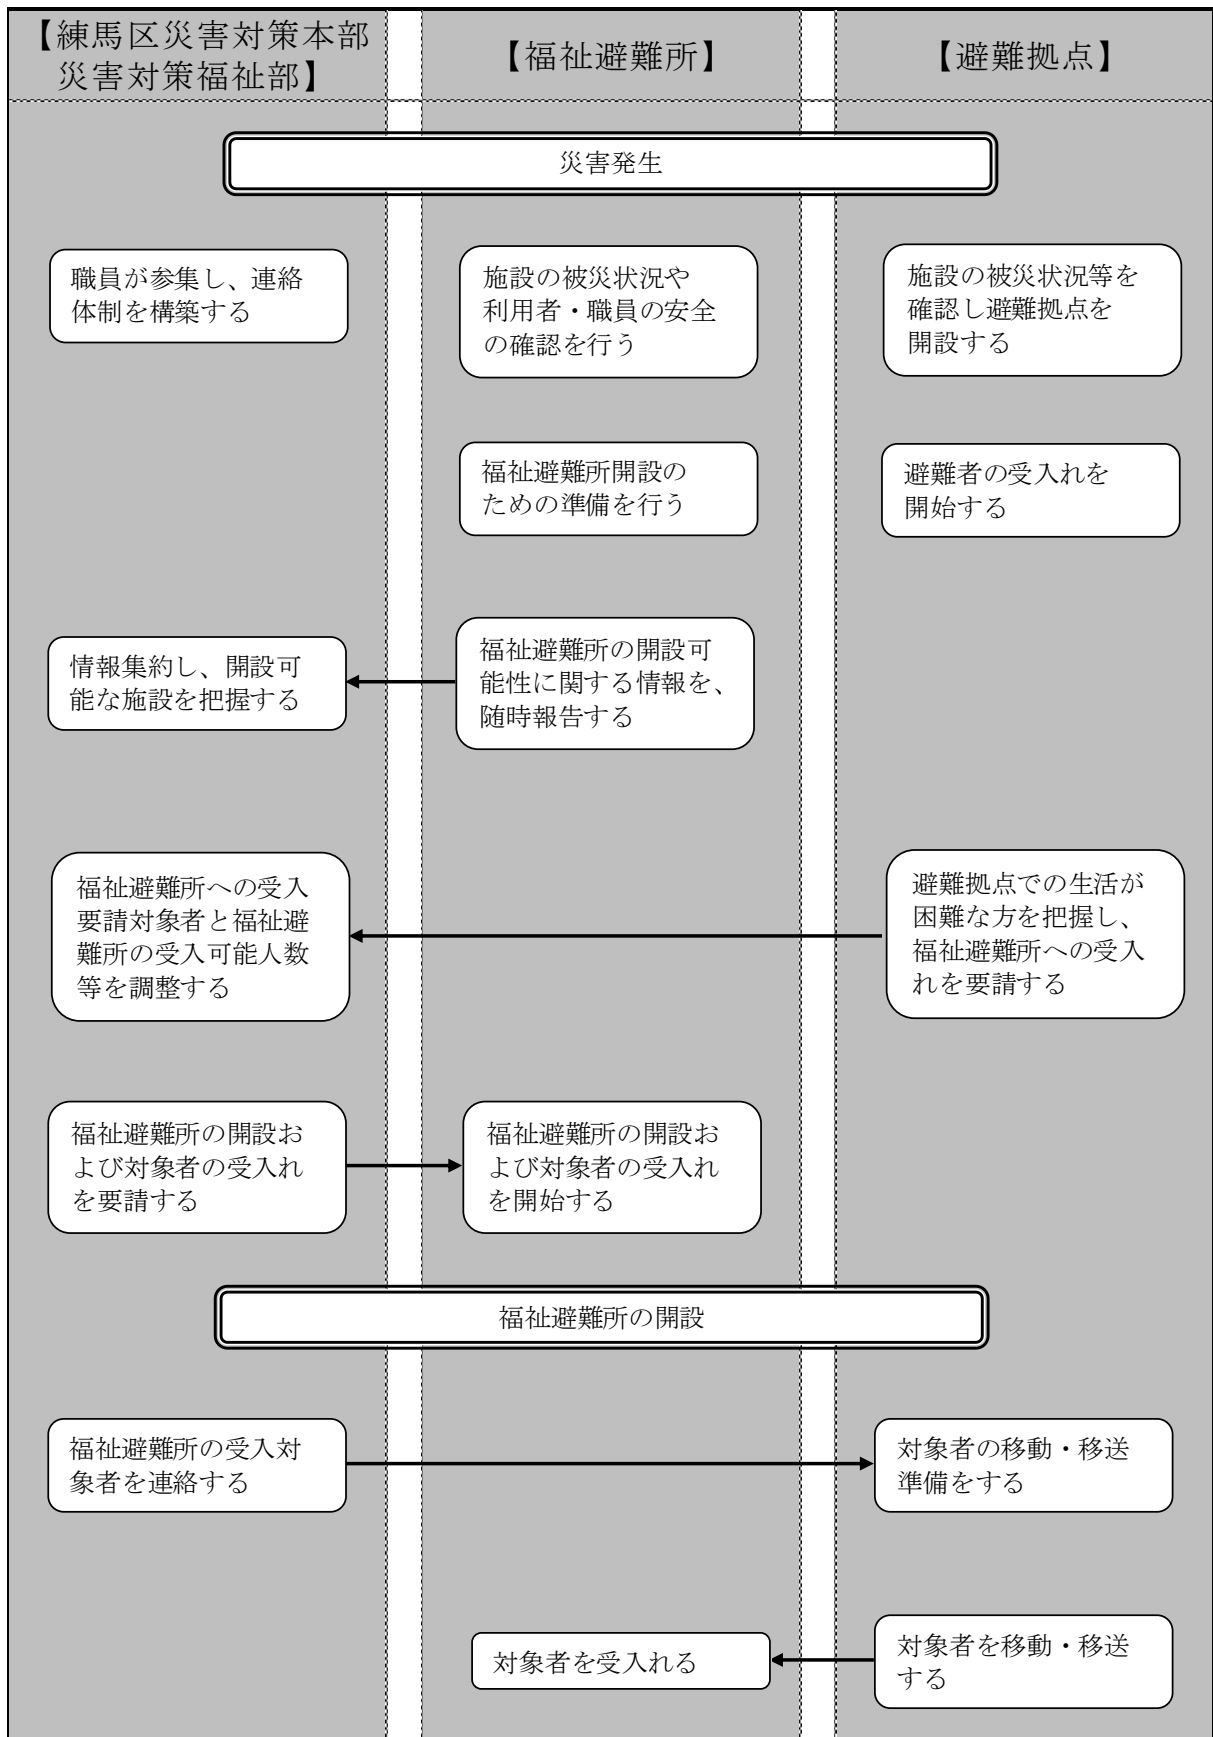 【練馬区災害対策本部
災害対策福祉部】
【福祉避難所】
【避難拠点】
災害発生
職員が参集し、連絡
体制を構築する
施設の被災状況や
利用者・職員の安全
の確認を行う
施設の被災状況等を
確認し避難拠点を
開設する
福祉避難所開設の
ための準備を行う
避難者の受入れを
開始する
情報集約し、開設可
能な施設を把握する
福祉避難所の開設可
能性に関する情報を、
随時報告する
福祉避難所への受入
要請対象者と福祉避
難所の受入可能人数
等を調整する
避難拠点での生活が
困難な方を把握し、
福祉避難所への受入
れを要請する
福祉避難所の開設お
よび対象者の受入れ
を要請する
福祉避難所の開設お
よび対象者の受入れ
を開始する
福祉避難所の開設
福祉避難所の受入対
象者を連絡する
対象者の移動・移送
準備をする
対象者を受入れる
対象者を移動・移送
する